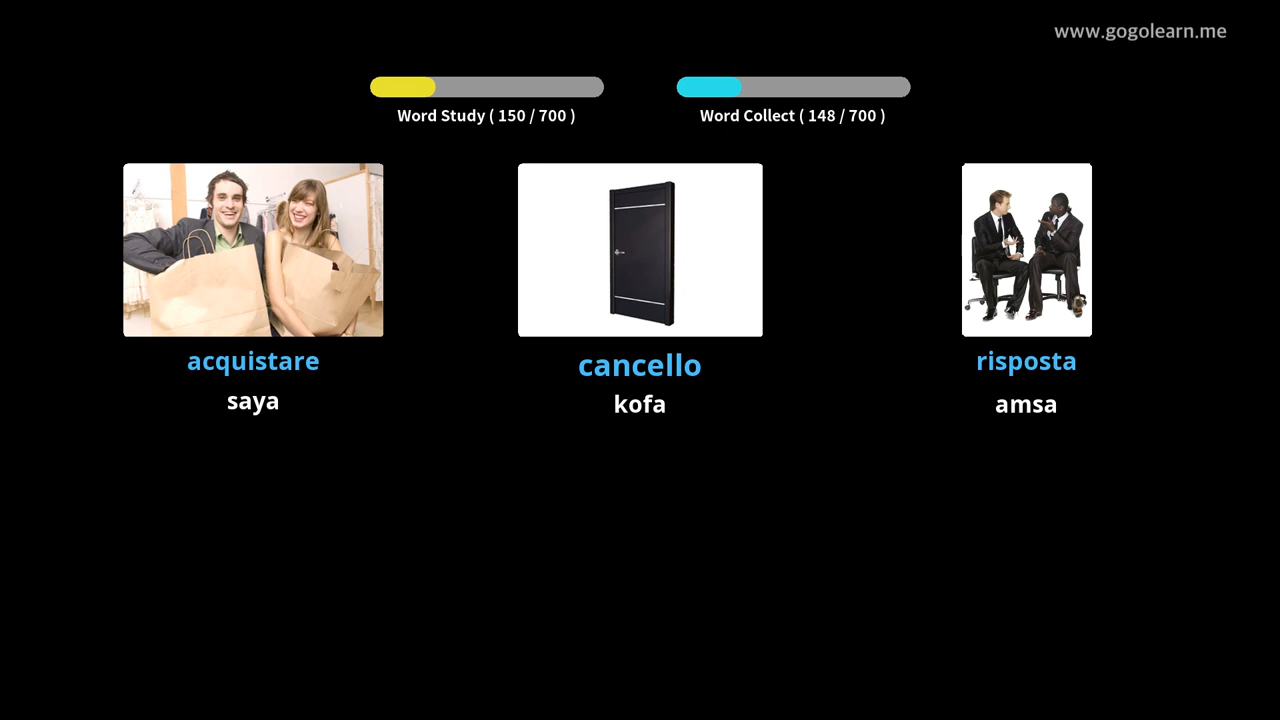 www.gogolearn.me
Word Study ( 150 / 700 )
Word Collect ( 148 / 700 )
acquistare
saya
cancello
kofa
risposta
amsa